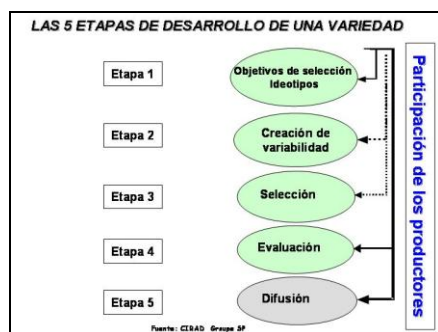 LAS 5 ETAPAS DE DESARROLLO DE UNA VARIEDAD
Etapa 1
Objetivos de selección
Ideotipos
Etapa 2
Creación de
variabilidad
Etapa 3
Selección
Etapa 4
Evaluación
Etapa 5
Difusión
Participación de los productores
Fuente: CIRAD Groupe SP